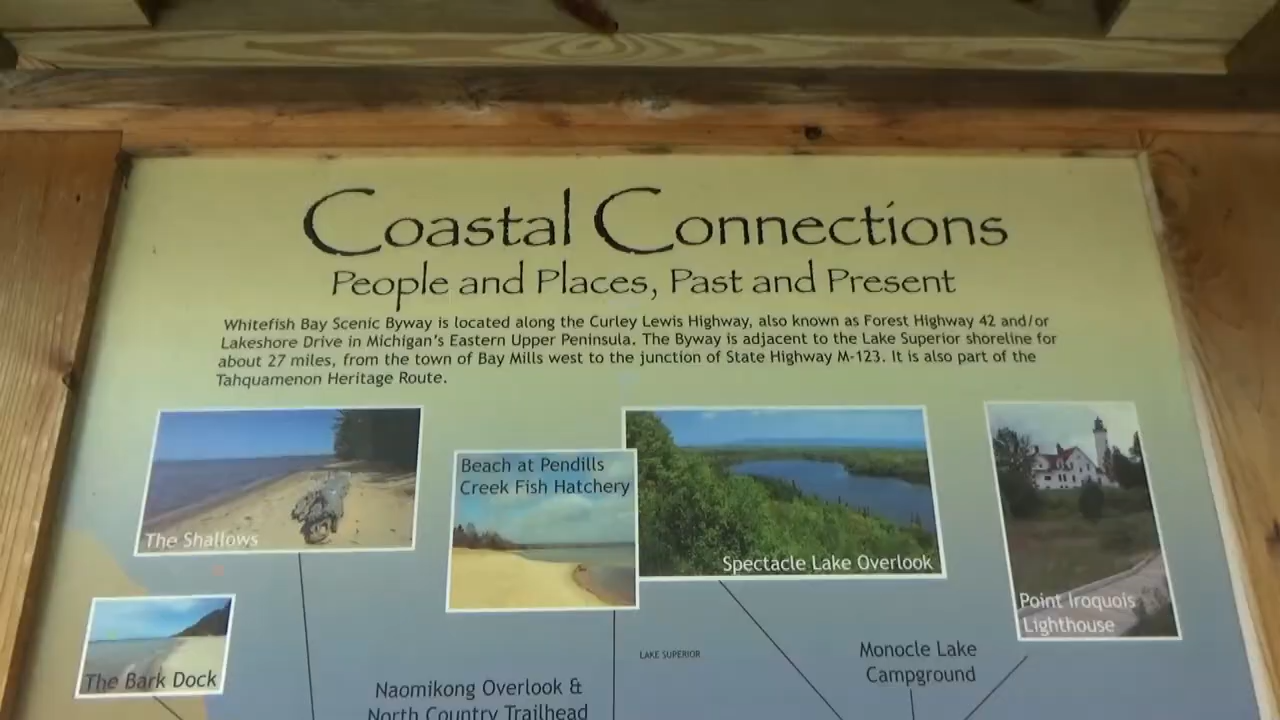 Coastal Connections
People and Places, Past and Present
Whitefish Bay Scenic Byway is located along the Curley Lewis Highway, also known as Forest Highway 42 and/or
Lakeshore Drive in Michigan's Eastern Upper Peninsula. The Byway is adjacent to the Lake Superior shoreline for
about 27 miles, from the town of Bay Mills west to the junction of State Highway M-123. It is also part of the
Tahquamenon Heritage Route.
The Shallows
Beach at Pendills
Creek Fish Hatchery
Spectacle Lake Overlook
Point Iroquois
Lighthouse
The Bark Dock
LAKE SUPERIOR
Monocle Lake
Campground
Naomikong Overlook &
North Country Trailhead